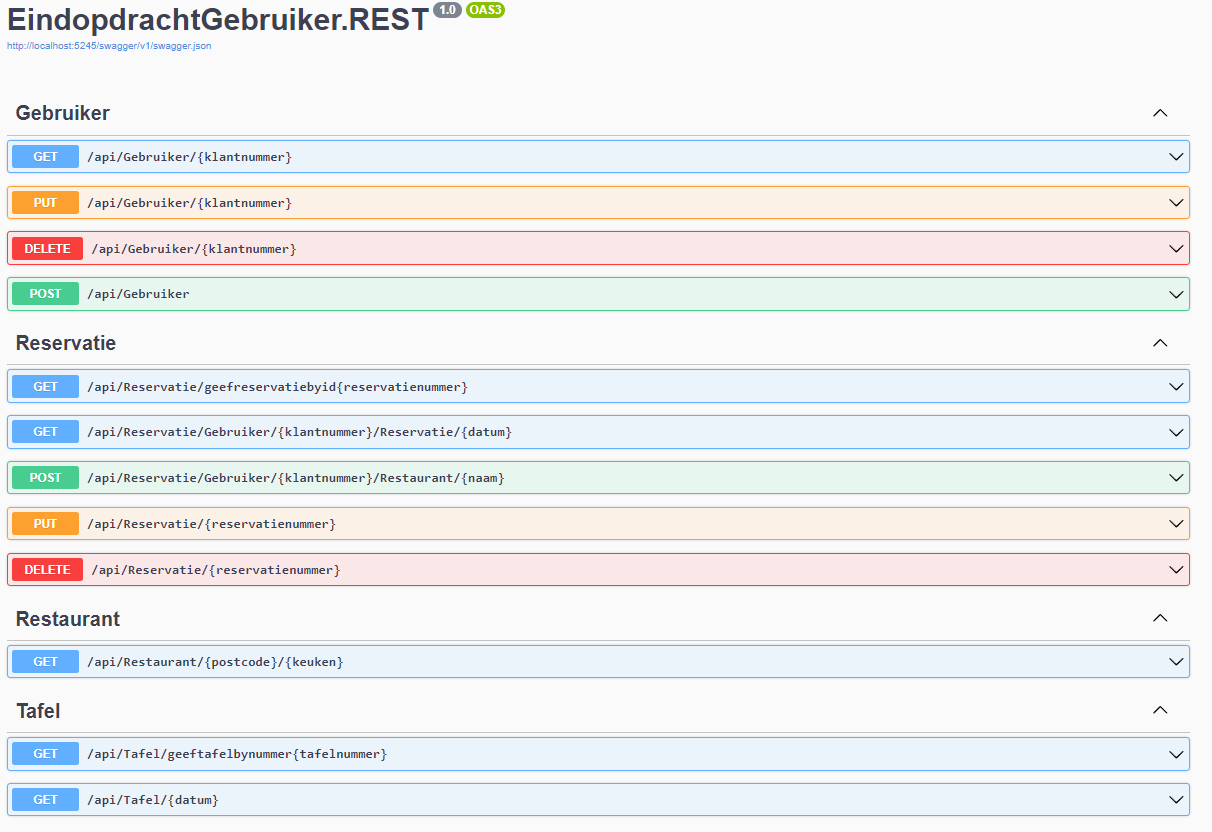 EindopdrachtGebruiker.REST 1.0 OAS3
http://localhost:5245/swagger/v1/swagger.json
Gebruiker
GET /api/Gebruiker/{klantnummer}
PUT /api/Gebruiker/{klantnummer}
DELETE /api/Gebruiker/{klantnummer}
POST /api/Gebruiker
Reservatie
GET /api/Reservatie/geefreservatiebyid{reservatienummer}
GET /api/Reservatie/Gebruiker/{klantnummer}/Reservatie/{datum}
POST /api/Reservatie/Gebruiker/{klantnummer}/Restaurant/{naam}
PUT /api/Reservatie/{reservatienummer}
DELETE /api/Reservatie/{reservatienummer}
Restaurant
GET /api/Restaurant/{postcode}/{keuken}
Tafel
GET /api/Tafel/geeftafelbynummer{tafelnummer}
GET /api/Tafel/{datum}